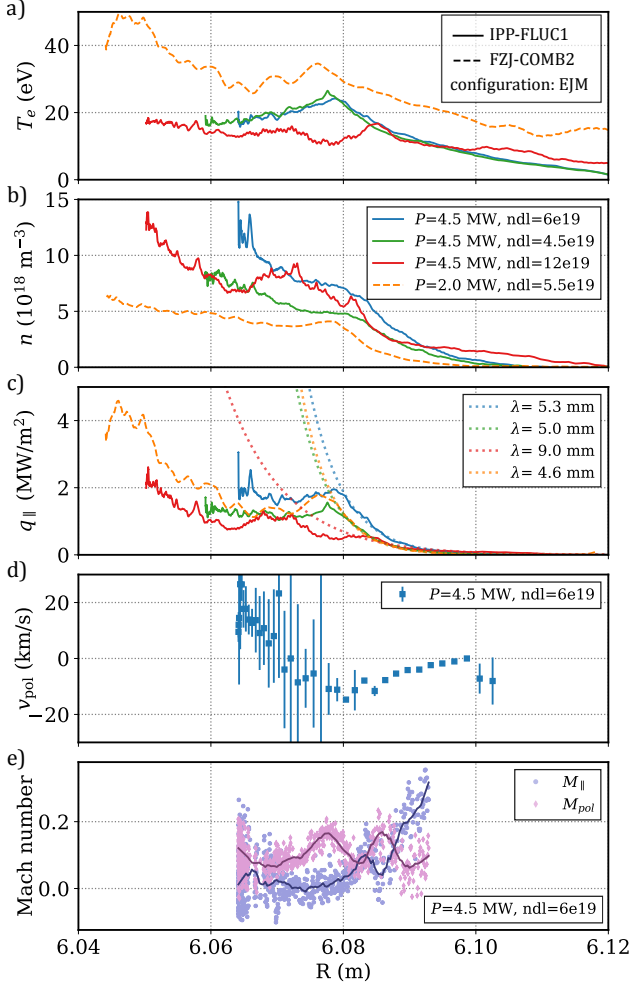 a)
60
40
20
0
T_e (eV)
IPP-FLUC1
FZJ-COMB2
configuration: EJM
b)
15
10
5
0
n (10^18 m^−3)
P=4.5 MW, ndl=6e19
P=4.5 MW, ndl=4.5e19
P=4.5 MW, ndl=12e19
P=2.0 MW, ndl=5.5e19
c)
4
2
0
q_∥ (MW/m^2)
λ= 5.3 mm
λ= 5.0 mm
λ= 9.0 mm
λ= 4.6 mm
d)
20
0
−20
v_pol (km/s)
P=4.5 MW, ndl=6e19
e)
0.2
0.0
Mach number
M_∥
M_pol
P=4.5 MW, ndl=6e19
6.04 6.06 6.08 6.10 6.12
R (m)